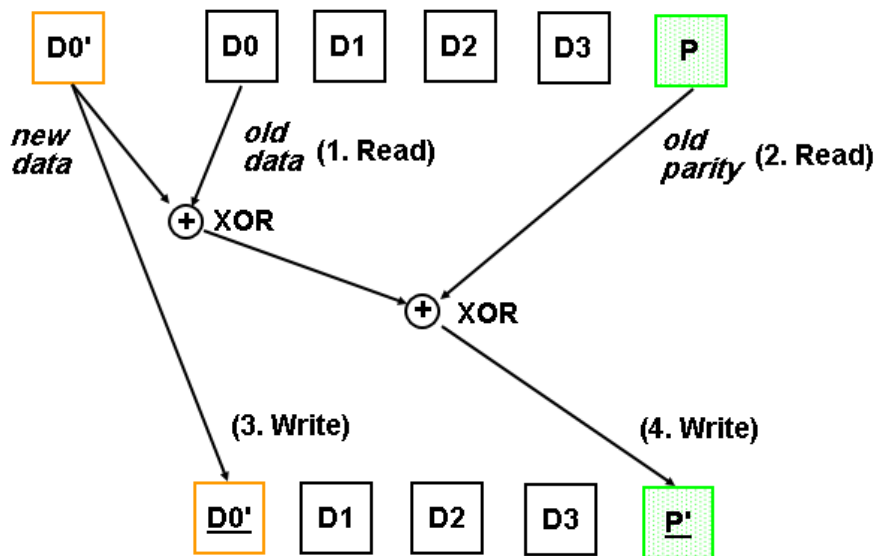 D0' D0 D1 D2 D3 P
new
data
old
data (1. Read)
old
parity (2. Read)
+ XOR
+ XOR
(3. Write) (4. Write)
D0' D1 D2 D3 P'